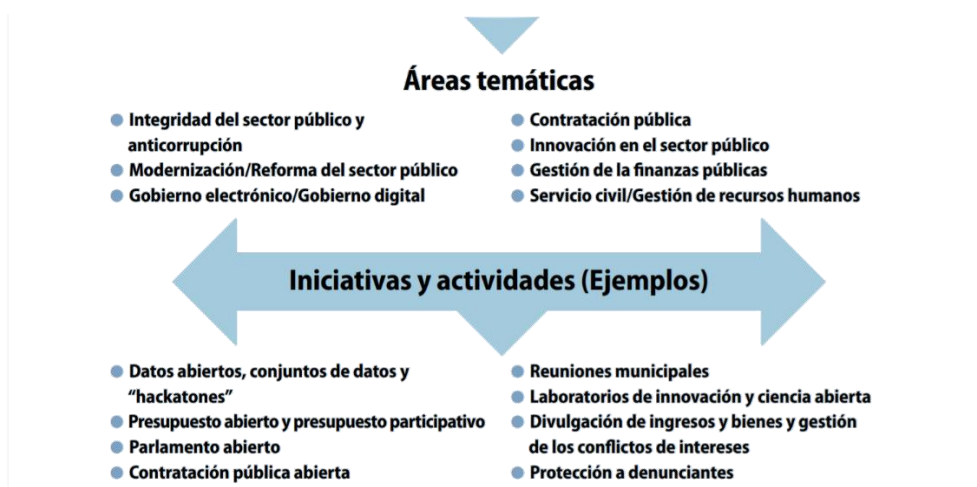 Áreas temáticas
Integridad del sector público y
anticorrupción
Modernización/Reforma del sector público
Gobierno electrónico/Gobierno digital
Contratación pública
Innovación en el sector público
Gestión de la finanzas públicas
Servicio civil/Gestión de recursos humanos
Iniciativas y actividades (Ejemplos)
Datos abiertos, conjuntos de datos y
“hackatones”
Presupuesto abierto y presupuesto participativo
Parlamento abierto
Contratación pública abierta
Reuniones municipales
Laboratorios de innovación y ciencia abierta
Divulgación de ingresos y bienes y gestión
de los conflictos de intereses
Protección a denunciantes